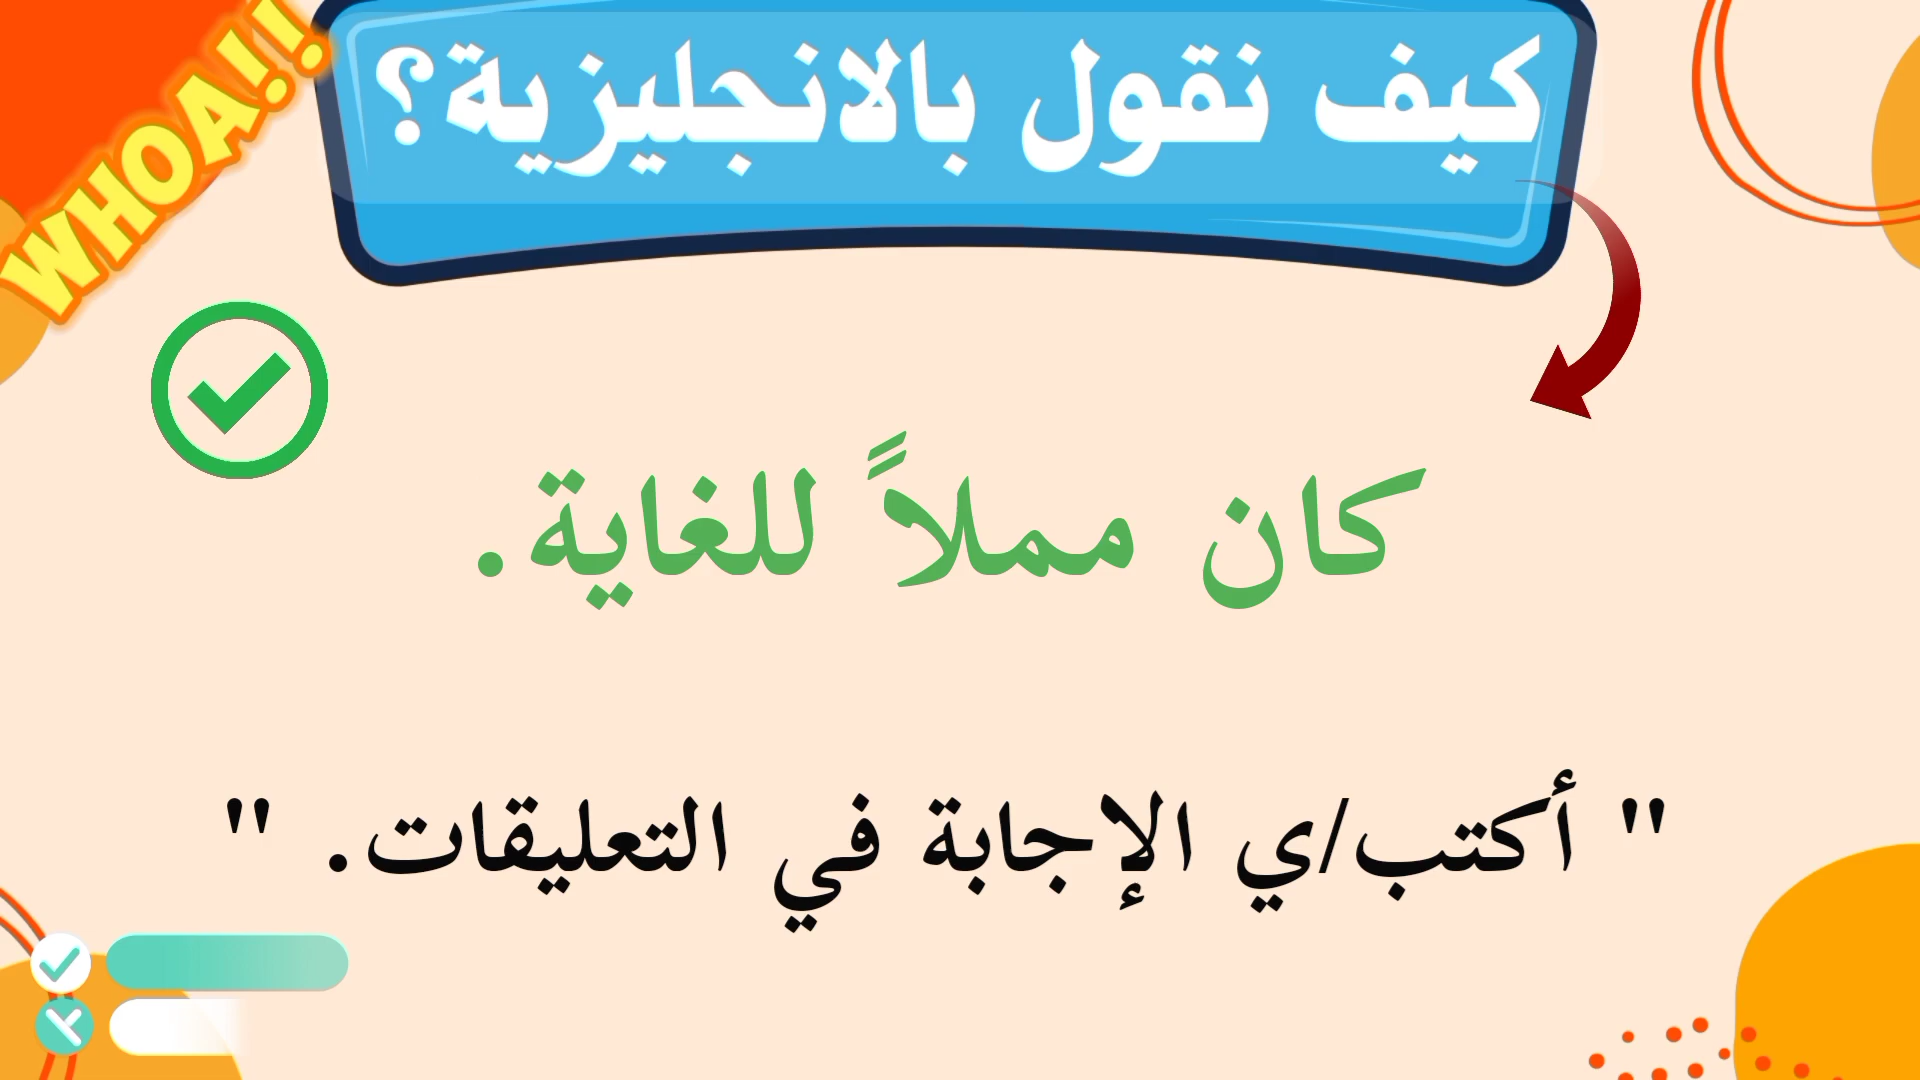 WHOA!!
كيف نقول بالانجليزية؟
كان مملاً للغاية.
" أكتب/ي الإجابة في التعليقات. "